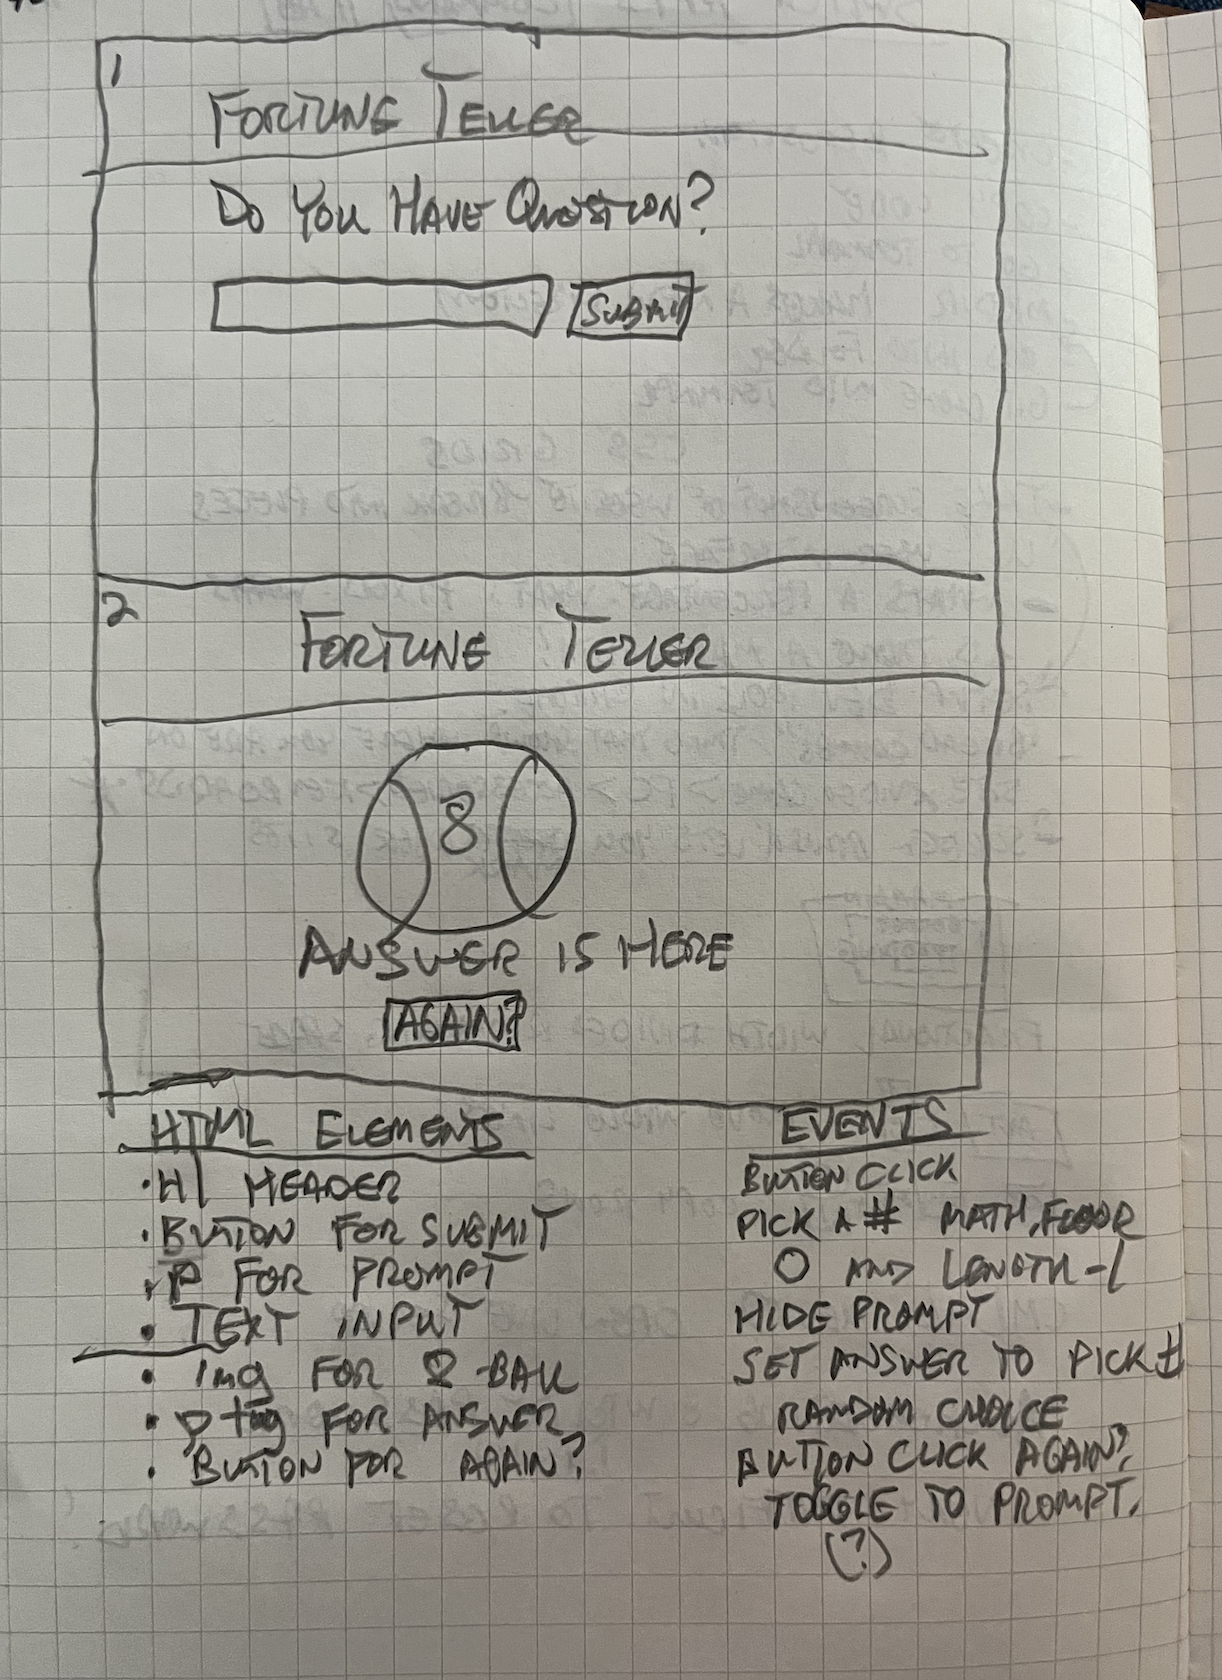 1
FORTUNE TELLER
DO YOU HAVE QUESTION?
SUBMIT
2
FORTUNE TELLER
8
ANSWER IS HERE
AGAIN?
HTML ELEMENTS
• H1 HEADER
• BUTTON FOR SUBMIT
• P FOR PROMPT
• TEXT INPUT
• Img FOR 8 BALL
• P tag FOR ANSWER
• BUTTON FOR AGAIN?
EVENTS
BUTTON CLICK
PICK A # MATH.FLOOR
0 AND LENGTH -1
HIDE PROMPT
SET ANSWER TO PICK #
RANDOM CHOICE
BUTTON CLICK AGAIN?
TOGGLE TO PROMPT.
(?)